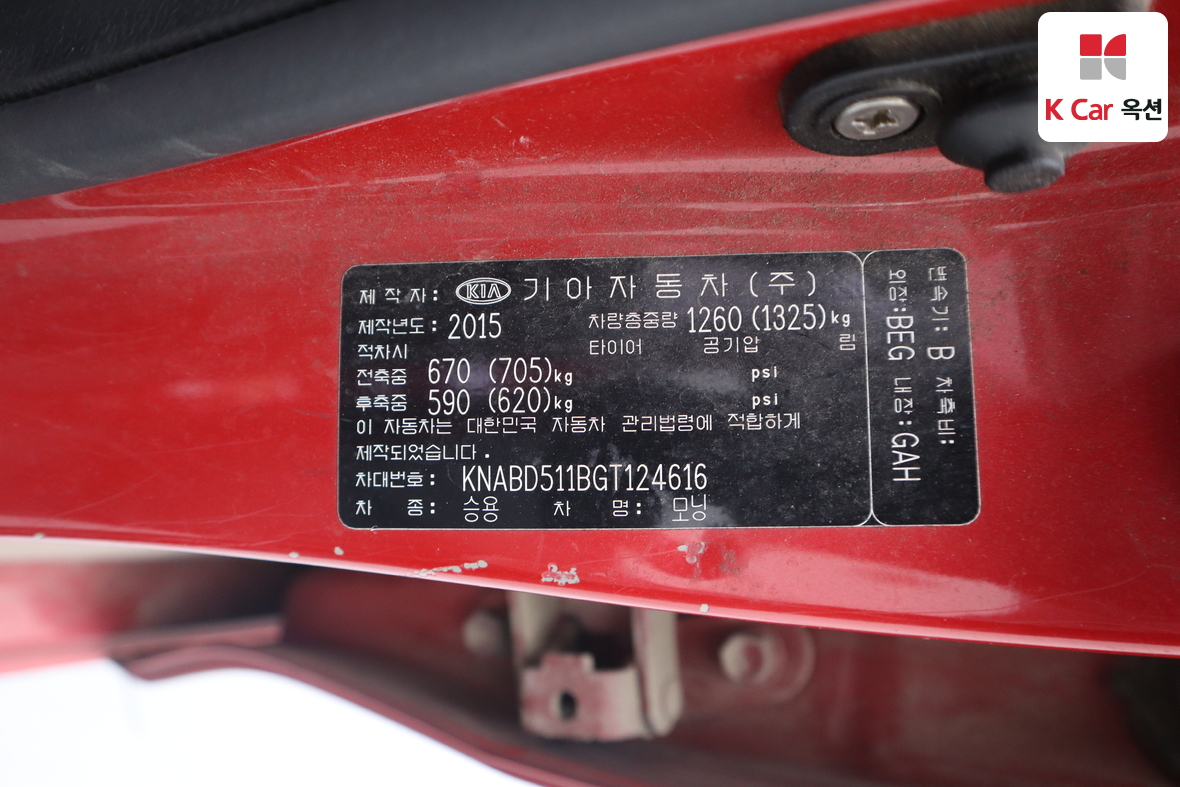 K Car 옥션
제 작 자 : KIA 기 아 자 동 차 ( 주 )
제작년도 : 2015 차량총중량 1260 (1325)kg
적차시 타이어 공기압 림
전축중 670 (705)kg psi
후축중 590 (620)kg psi
이 자동차는 대한민국 자동차 관리법령에 적합하게
제작되었습니다.
차대번호 : KNABD511BGT124616
차 종 : 승용 차 명 : 모닝
변속기 : B 차축비 :
외장 : BEG 내장 : GAH